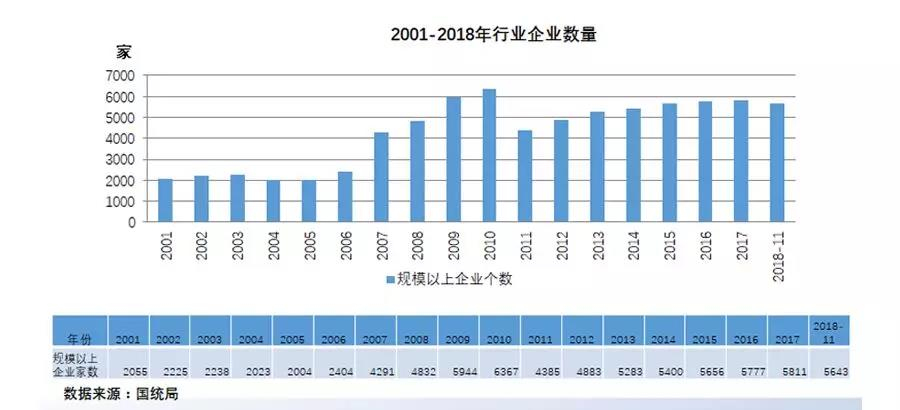 2001-2018年行业企业数量
家
7000
6000
5000
4000
3000
2000
1000
0
2001 2002 2003 2004 2005 2006 2007 2008 2009 2010 2011 2012 2013 2014 2015 2016 2017 2018-11
规模以上企业个数
年份 2001 2002 2003 2004 2005 2006 2007 2008 2009 2010 2011 2012 2013 2014 2015 2016 2017 2018-11
规模以上企业家数 2055 2225 2238 2023 2004 2404 4291 4832 5944 6367 4385 4883 5283 5400 5656 5777 5811 5643
数据来源：国统局